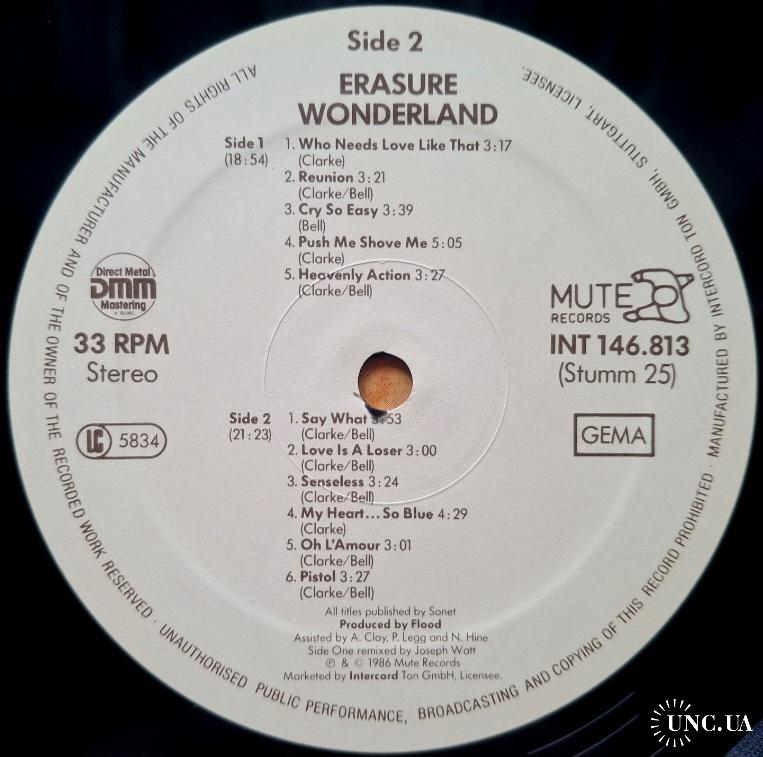 Side 2
ERASURE
WONDERLAND
Side 1
(18:54)
1. Who Needs Love Like That 3:17
(Clarke)
2. Reunion 3:21
(Clarke/Bell)
3. Cry So Easy 3:39
(Bell)
4. Push Me Shove Me 5:05
(Clarke)
5. Heavenly Action 3:27
(Clarke/Bell)
Direct Metal
DMM
Mastering
33 RPM
Stereo
LC 5834
MUTE
RECORDS
INT 146.813
(Stumm 25)
GEMA
Side 2
(21:23)
1. Say What :53
(Clarke/Bell)
2. Love Is A Loser 3:00
(Clarke/Bell)
3. Senseless 3:24
(Clarke/Bell)
4. My Heart... So Blue 4:29
(Clarke)
5. Oh L'Amour 3:01
(Clarke/Bell)
6. Pistol 3:27
(Clarke/Bell)
All titles published by Sonet
Produced by Flood
Assisted by A. Clay, P. Legg and N. Hine
Side One remixed by Joseph Watt
℗ & © 1986 Mute Records
Marketed by Intercord Ton GmbH, Licensee.
ALL RIGHTS OF THE MANUFACTURER AND OF THE OWNER OF THE RECORDED WORK RESERVED · UNAUTHORISED PUBLIC PERFORMANCE, BROADCASTING AND COPYING OF THIS RECORD PROHIBITED · MANUFACTURED BY INTERCORD TON GMBH, STUTTGART, LICENSEE.
UNC.UA